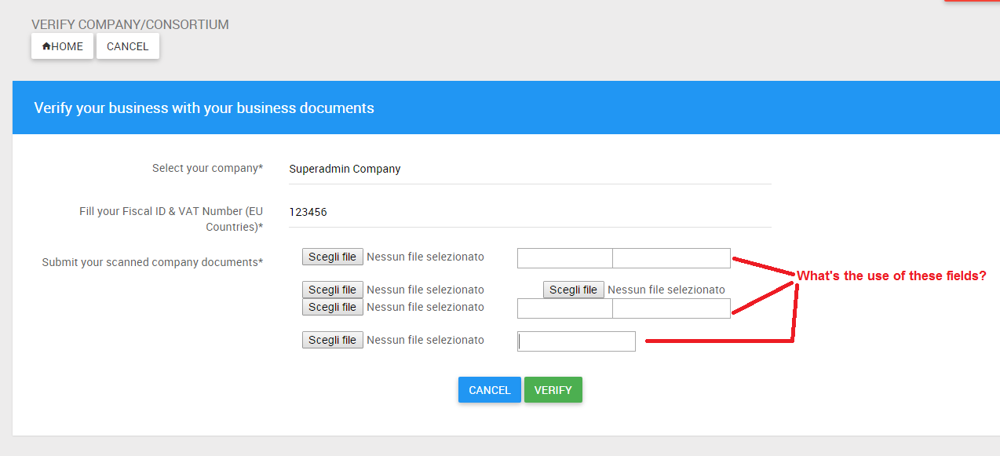 VERIFY COMPANY/CONSORTIUM
HOME CANCEL
Verify your business with your business documents
Select your company* Superadmin Company
Fill your Fiscal ID & VAT Number (EU
Countries)* 123456
Submit your scanned company documents* Scegli file Nessun file selezionato
What's the use of these fields?
Scegli file Nessun file selezionato Scegli file Nessun file selezionato
Scegli file Nessun file selezionato
Scegli file Nessun file selezionato
CANCEL VERIFY